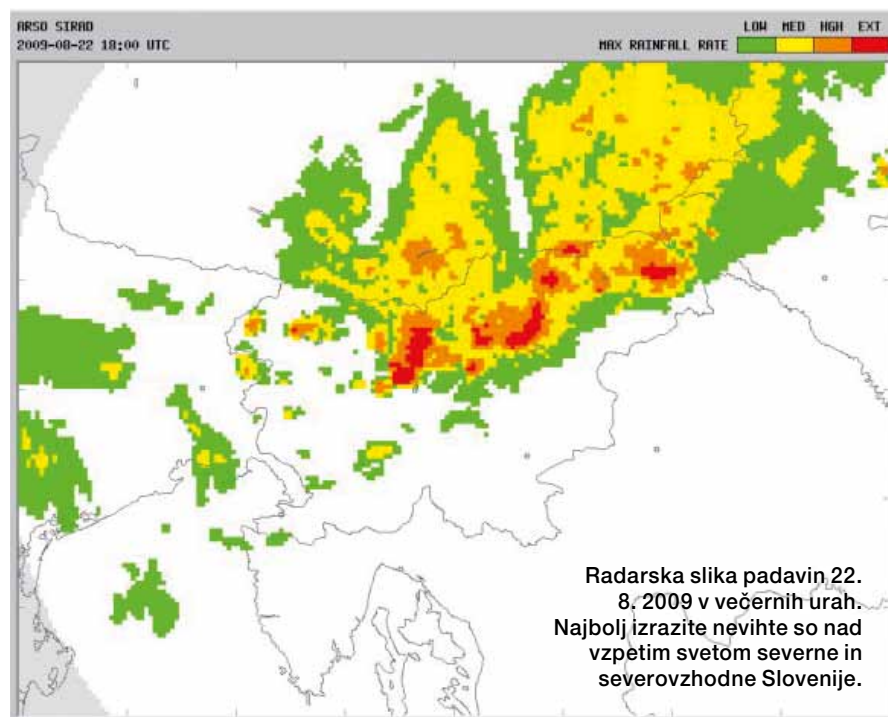 ARSO SIRAD
2009-08-22 18:00 UTC
MAX RAINFALL RATE
LOW MED HGH EXT
Radarska slika padavin 22.
8. 2009 v večernih urah.
Najbolj izrazite nevihte so nad
vzpetim svetom severne in
severovzhodne Slovenije.